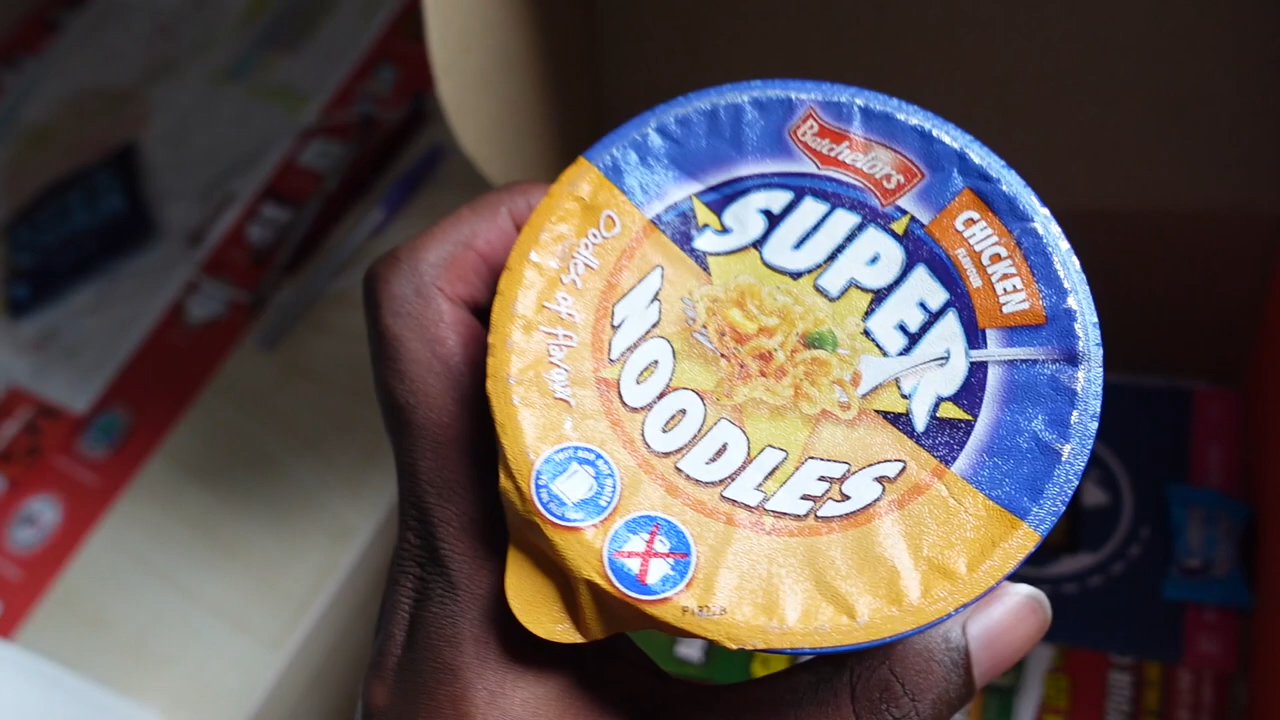 Batchelors
SUPER
NOODLES
CHICKEN
FLAVOUR
Oodles of flavour